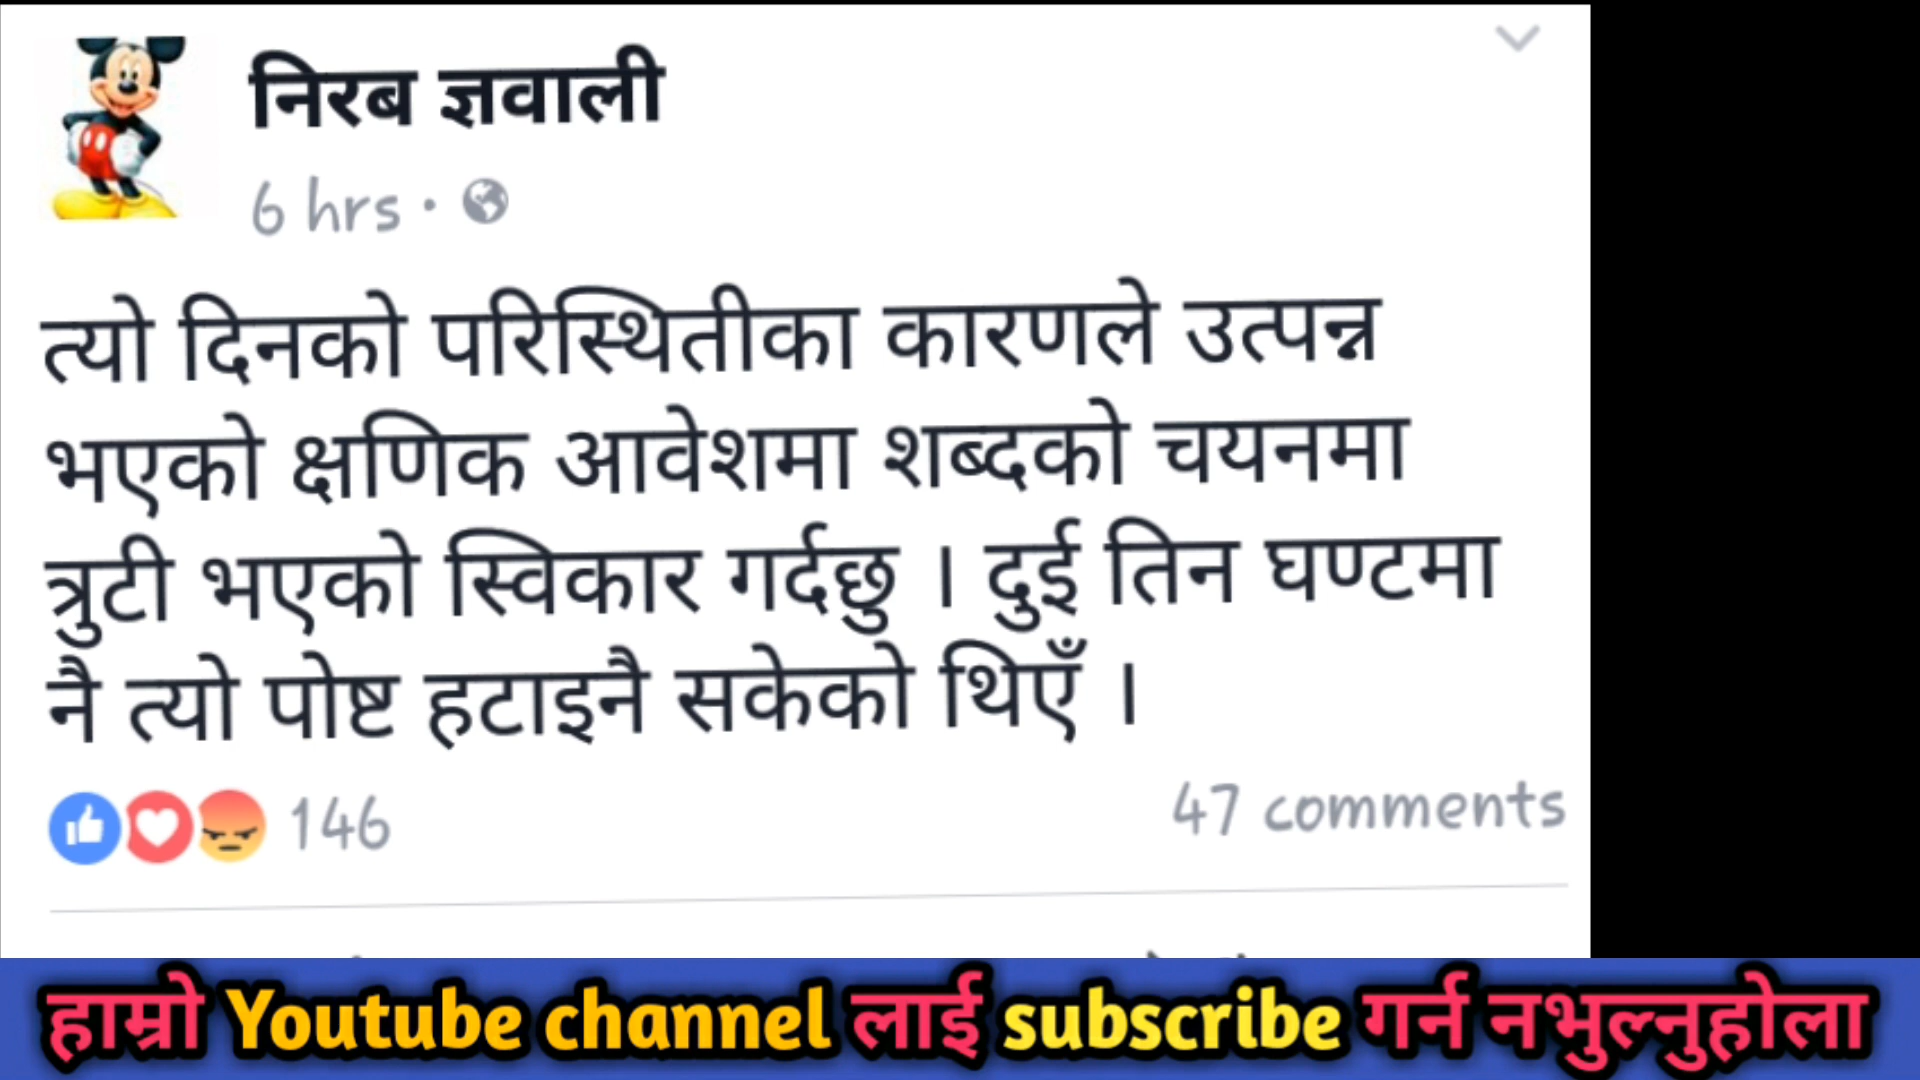 निरब ज्ञवाली
6 hrs ·
त्यो दिनको परिस्थितीका कारणले उत्पन्न
भएको क्षणिक आवेशमा शब्दको चयनमा
त्रुटी भएको स्विकार गर्दछु । दुई तिन घण्टमा
नै त्यो पोष्ट हटाइनै सकेको थिएँ ।
146 47 comments
हाम्रो Youtube channel लाई subscribe गर्न नभुल्नुहोला